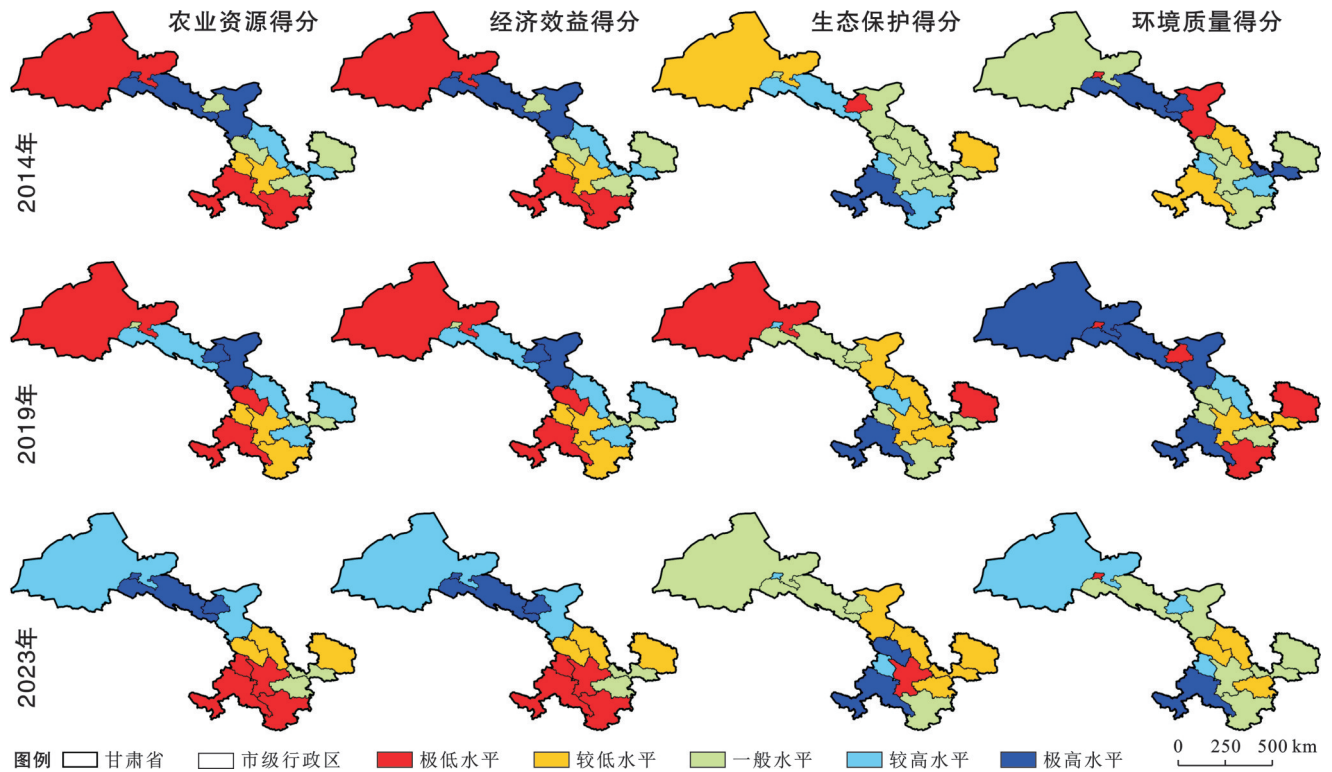 农业资源得分 经济效益得分 生态保护得分 环境质量得分
2014年
2019年
2023年
图例 甘肃省 市级行政区 极低水平 较低水平 一般水平 较高水平 极高水平 0 250 500 km